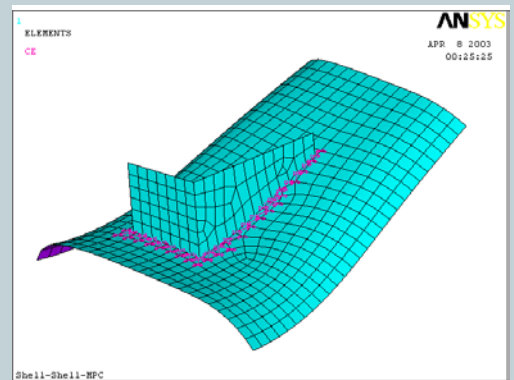 1
ELEMENTS
CE
ANSYS
APR 8 2003
00:25:25
Shell-Shell-MPC